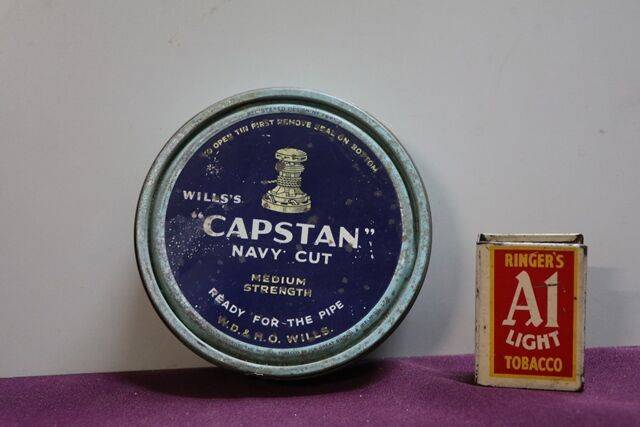 TO OPEN TIN FIRST REMOVE SEAL ON BOTTOM
WILLS'S
"CAPSTAN"
NAVY CUT
MEDIUM
STRENGTH
READY FOR THE PIPE
W.D. & H.O. WILLS.
RINGER'S
A1
LIGHT
TOBACCO